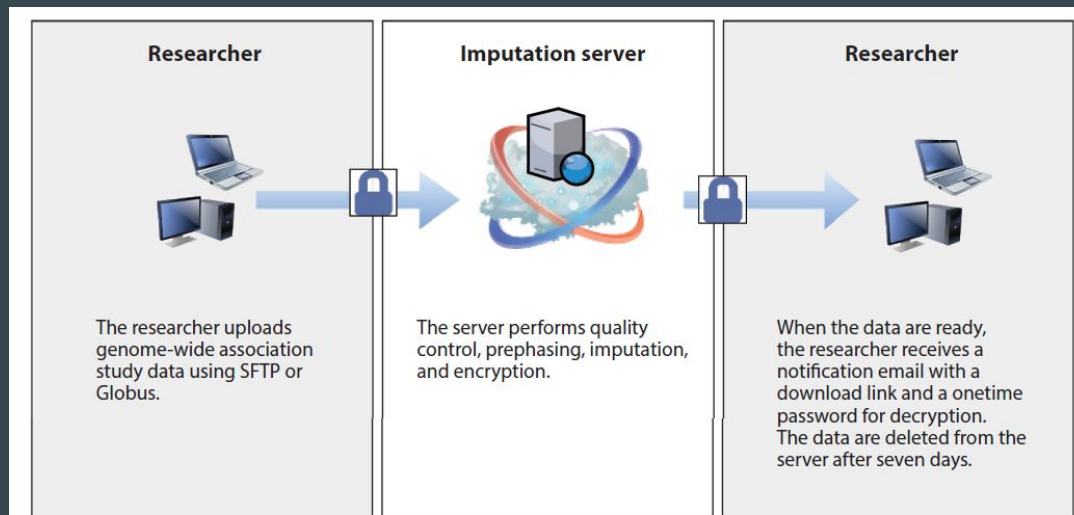 Researcher
The researcher uploads
genome-wide association
study data using SFTP or
Globus.
Imputation server
The server performs quality
control, prephasing, imputation,
and encryption.
Researcher
When the data are ready,
the researcher receives a
notification email with a
download link and a onetime
password for decryption.
The data are deleted from the
server after seven days.